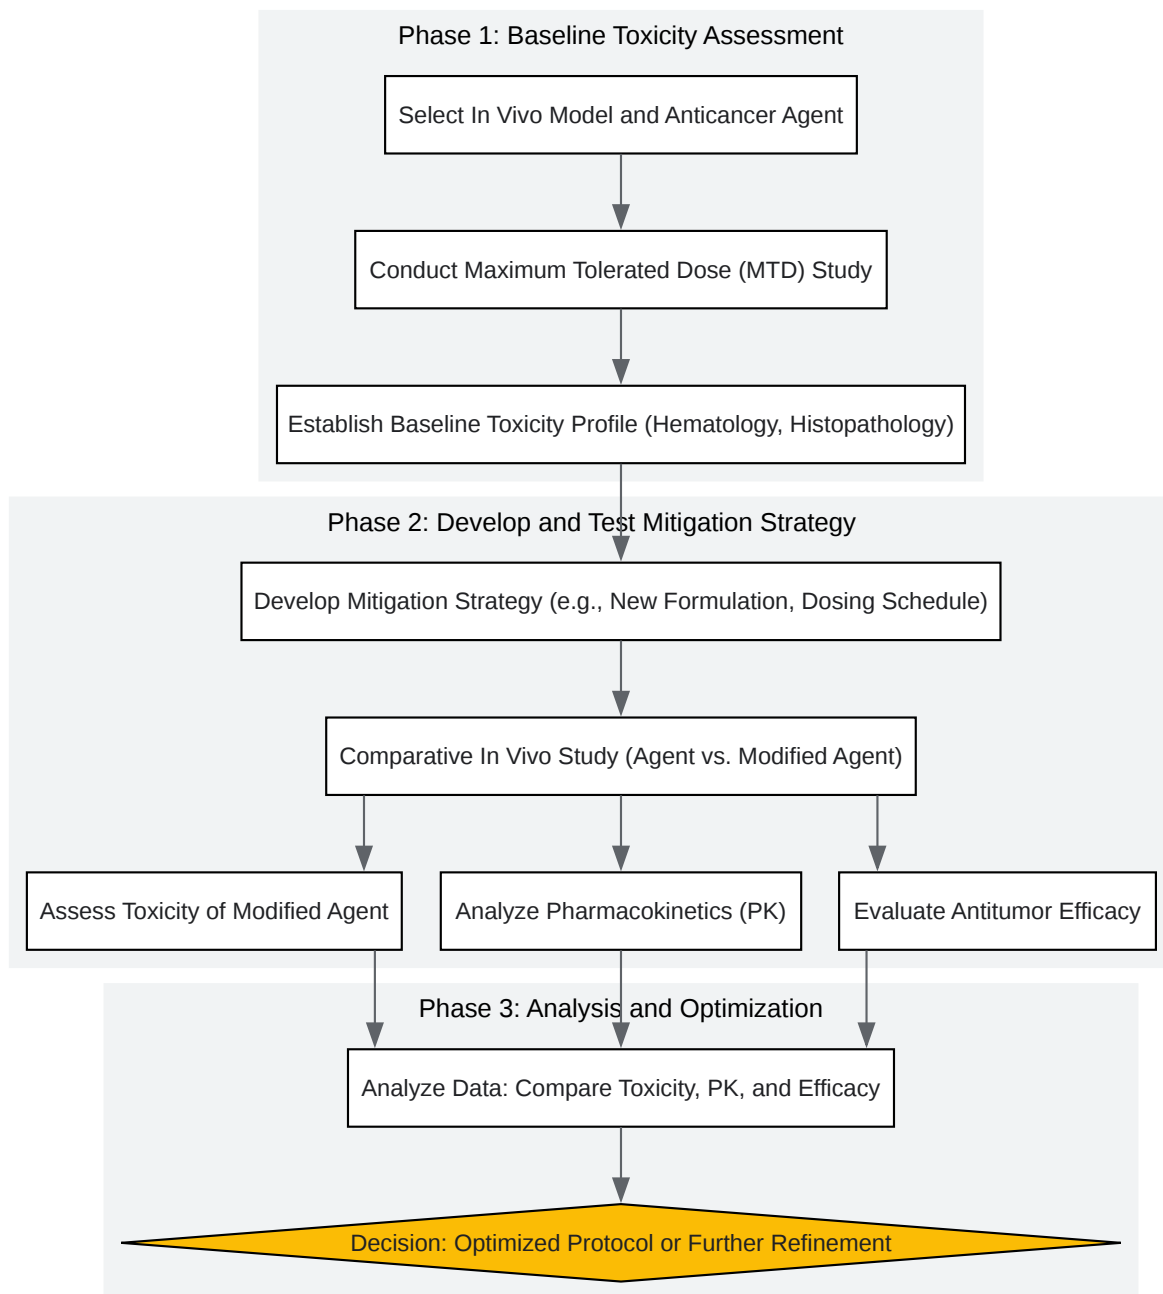 Phase 1: Baseline Toxicity Assessment
Select In Vivo Model and Anticancer Agent
Conduct Maximum Tolerated Dose (MTD) Study
Establish Baseline Toxicity Profile (Hematology, Histopathology)
Phase 2: Develop and Test Mitigation Strategy
Develop Mitigation Strategy (e.g., New Formulation, Dosing Schedule)
Comparative In Vivo Study (Agent vs. Modified Agent)
Assess Toxicity of Modified Agent
Analyze Pharmacokinetics (PK)
Evaluate Antitumor Efficacy
Phase 3: Analysis and Optimization
Analyze Data: Compare Toxicity, PK, and Efficacy
Decision: Optimized Protocol or Further Refinement